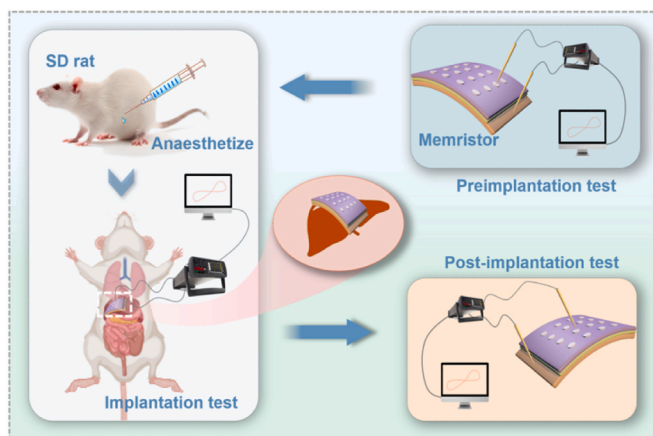 SD rat
Anaesthetize
Implantation test
Memristor
Preimplantation test
Post-implantation test